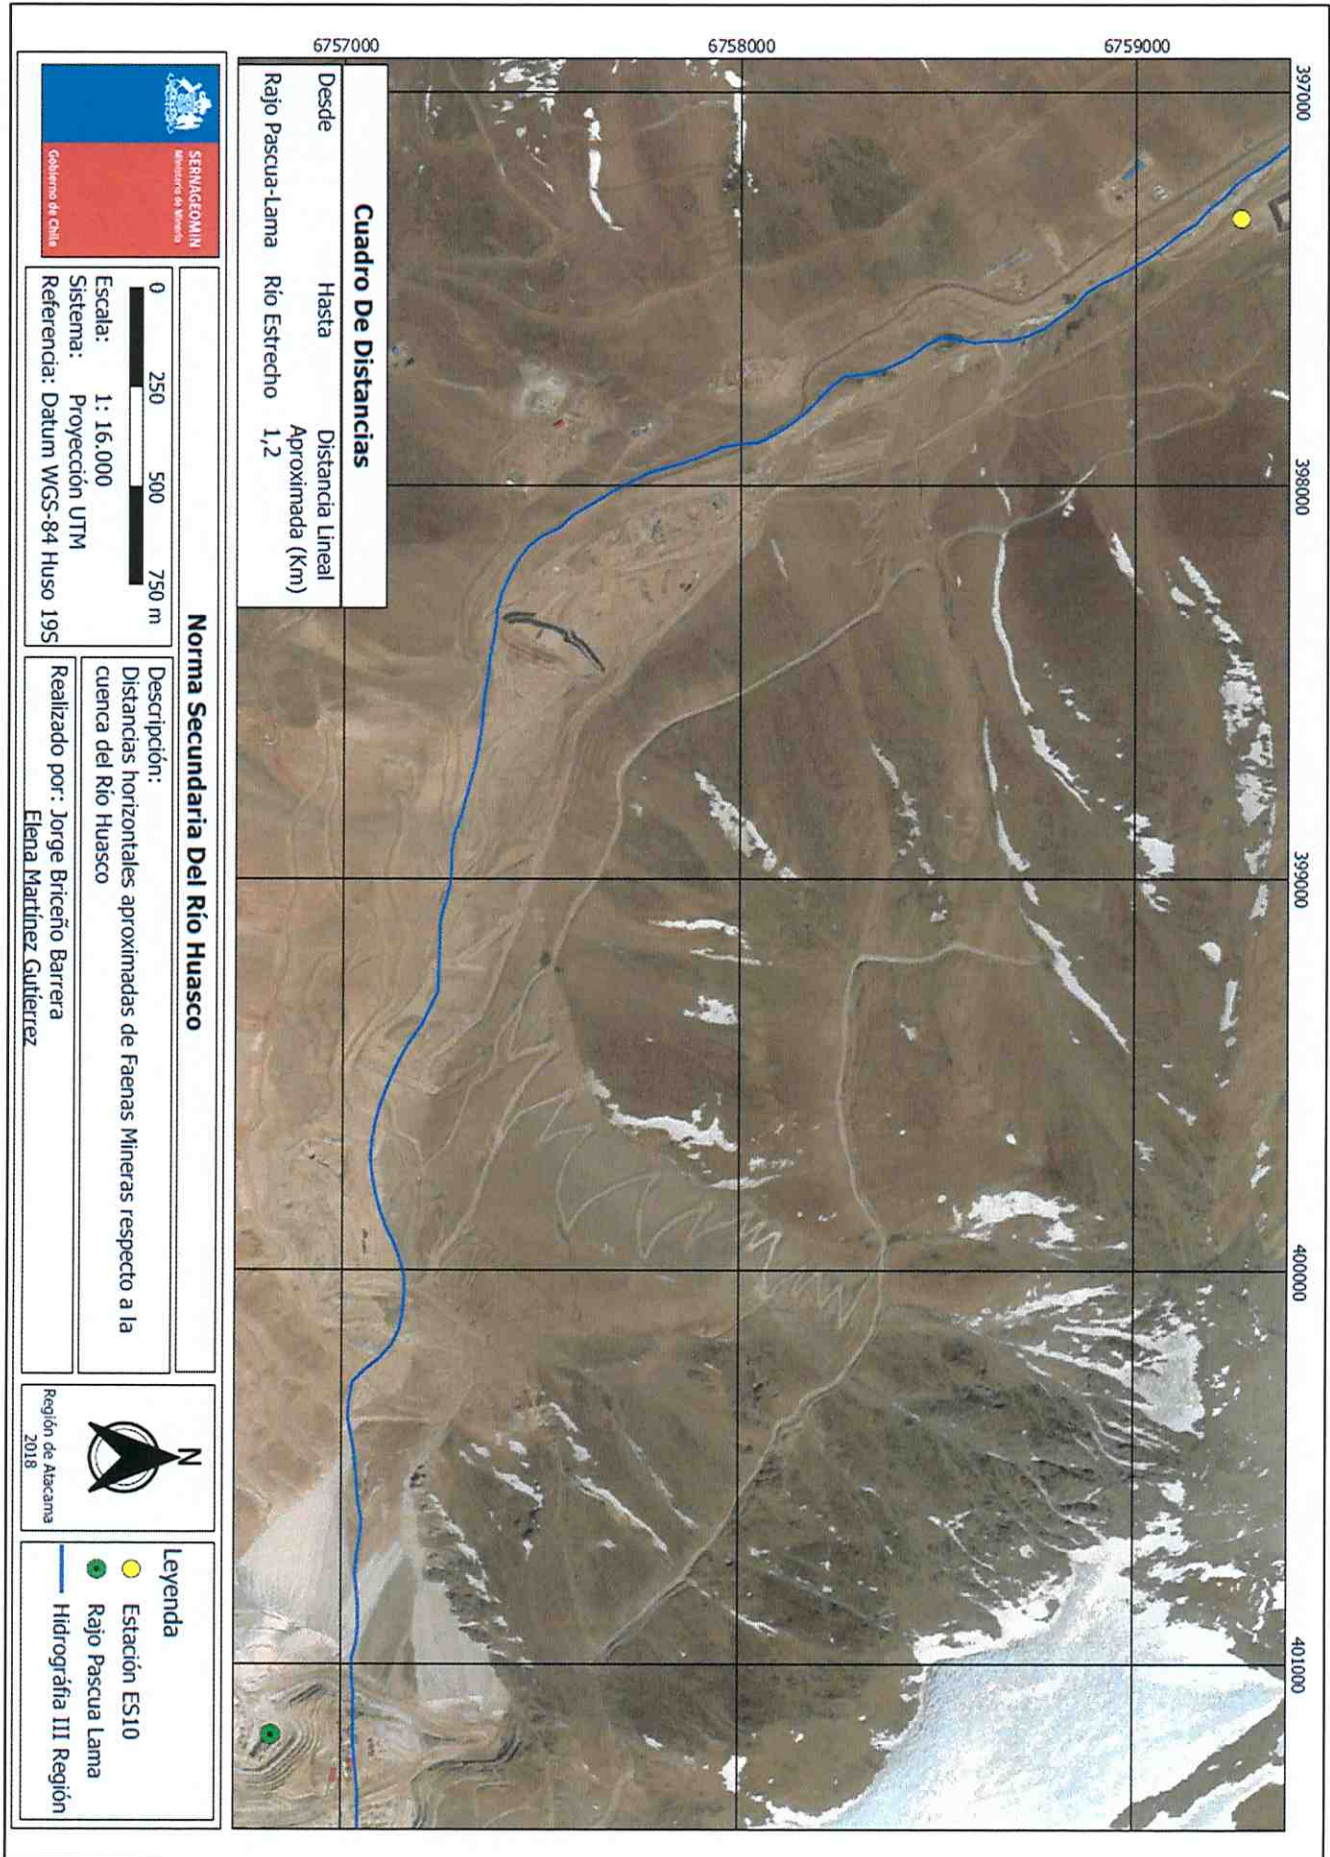 397000
398000
399000
400000
401000
6759000
6758000
6757000
Cuadro De Distancias
Desde Hasta Distancia Lineal
Aproximada (Km)
Rajo Pascua-Lama Río Estrecho 1,2
SERNAGEOMIN
Ministerio de Minería
Gobierno de Chile
Norma Secundaria Del Río Huasco
0 250 500 750 m
Escala: 1: 16.000
Sistema: Proyección UTM
Referencia: Datum WGS-84 Huso 19S
Descripción:
Distancias horizontales aproximadas de Faenas Mineras respecto a la
cuenca del Río Huasco
Realizado por: Jorge Briceño Barrera
Elena Martínez Gutierrez
N
Región de Atacama
2018
Leyenda
Estación ES10
Rajo Pascua Lama
Hidrográfia III Región